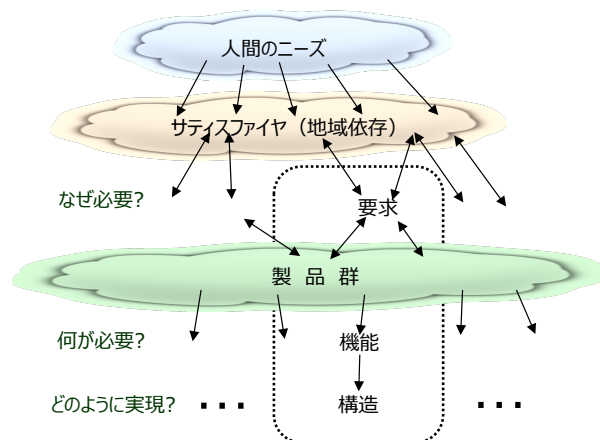 人間のニーズ
サティスファイヤ（地域依存）
なぜ必要?
要求
製 品 群
何が必要?
機能
どのように実現?
・・・
構造
・・・